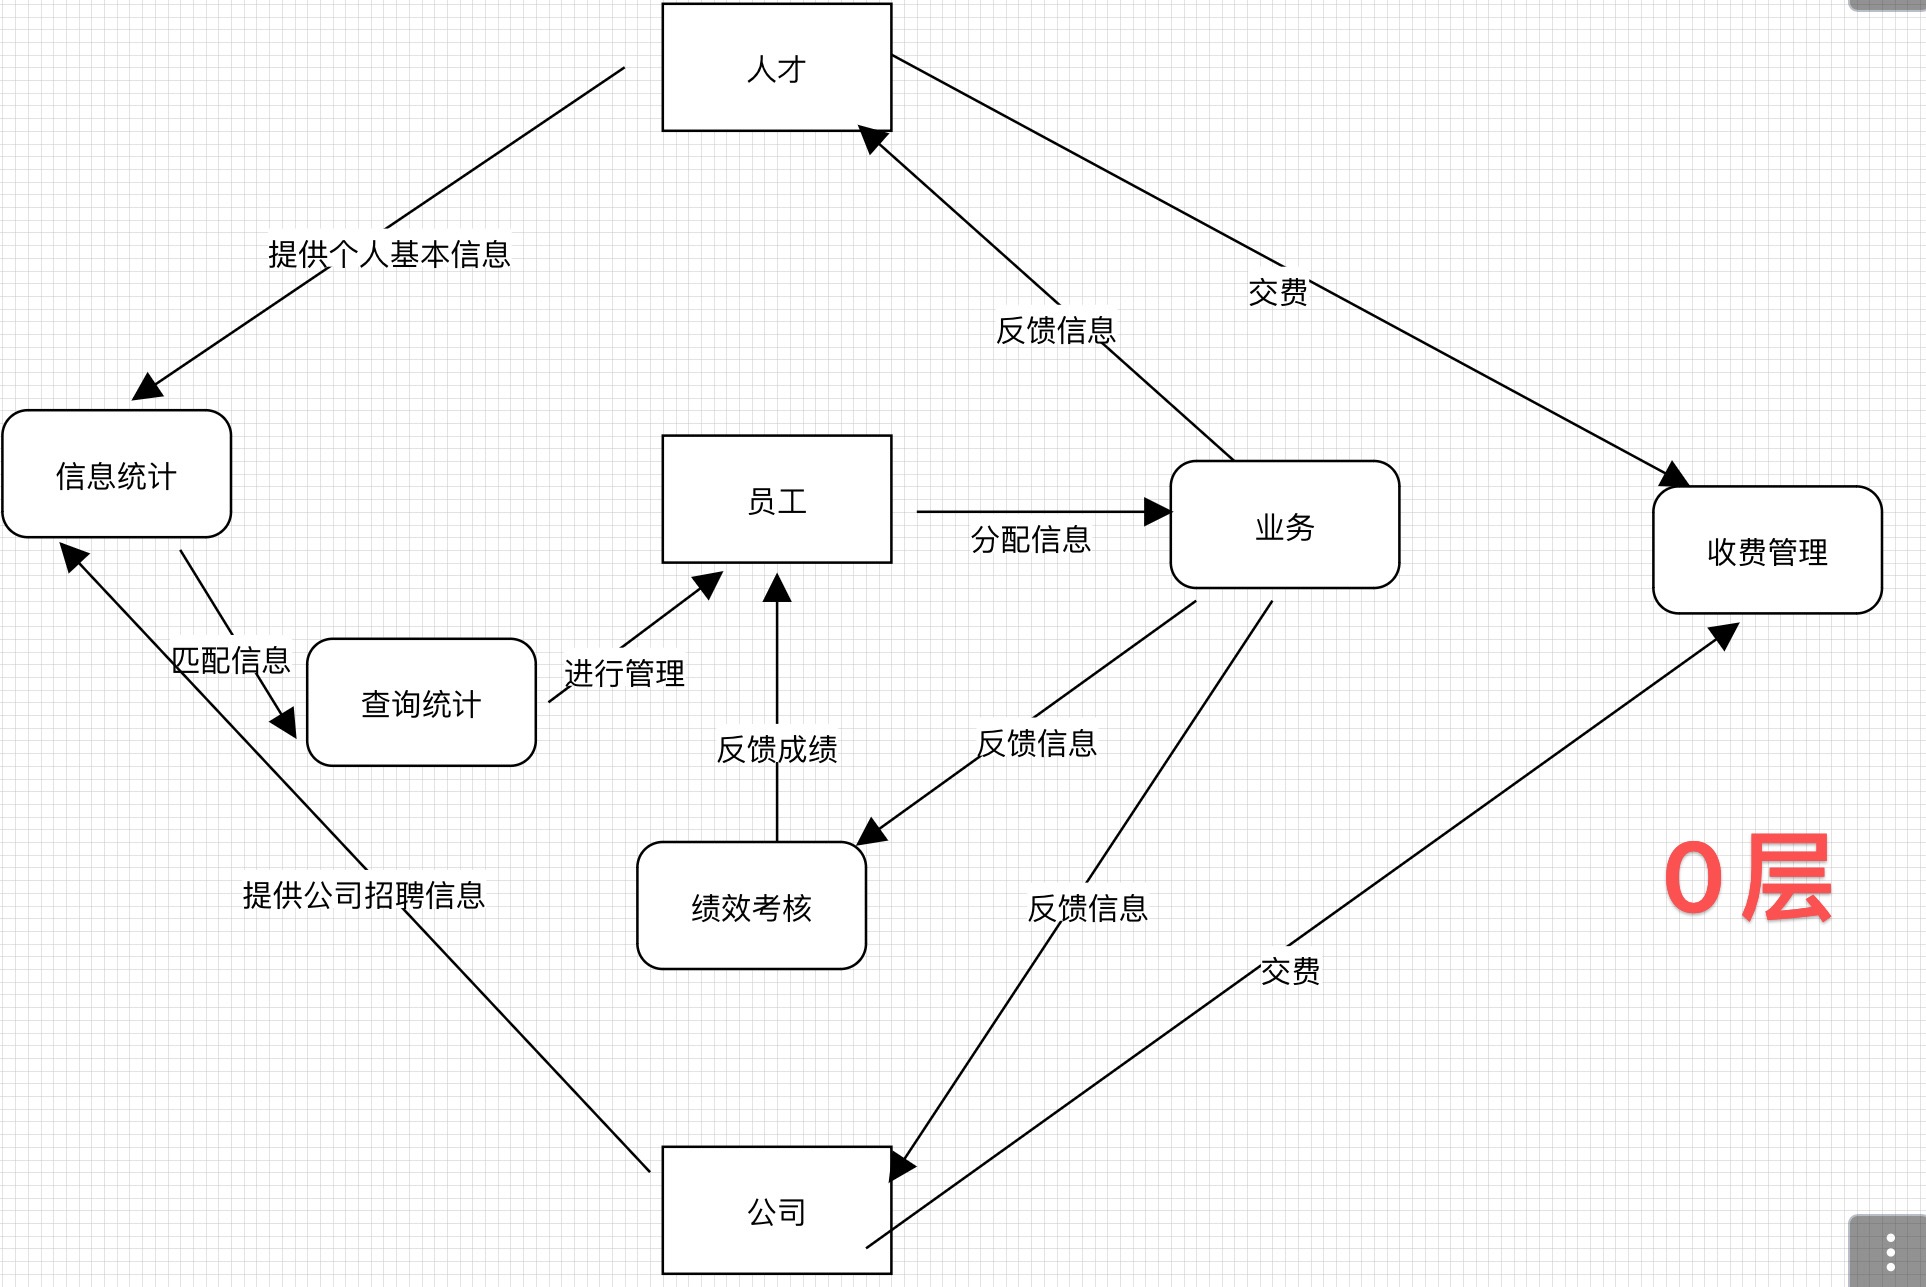 人才
提供个人基本信息
交费
反馈信息
信息统计
员工
业务
分配信息
收费管理
匹配信息
查询统计
进行管理
反馈成绩
反馈信息
绩效考核
提供公司招聘信息
反馈信息
0层
交费
公司